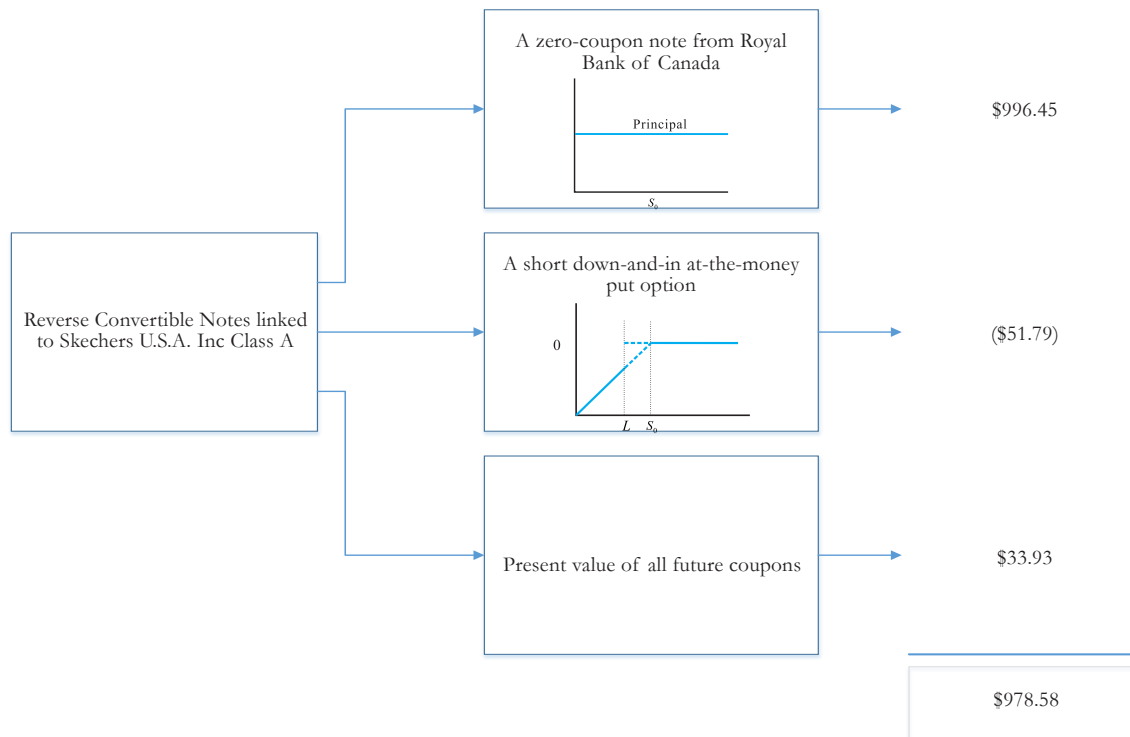 A zero-coupon note from Royal
Bank of Canada
Principal
S₀
$996.45
Reverse Convertible Notes linked
to Skechers U.S.A. Inc Class A
A short down-and-in at-the-money
put option
0
L S₀
($51.79)
Present value of all future coupons
$33.93
$978.58